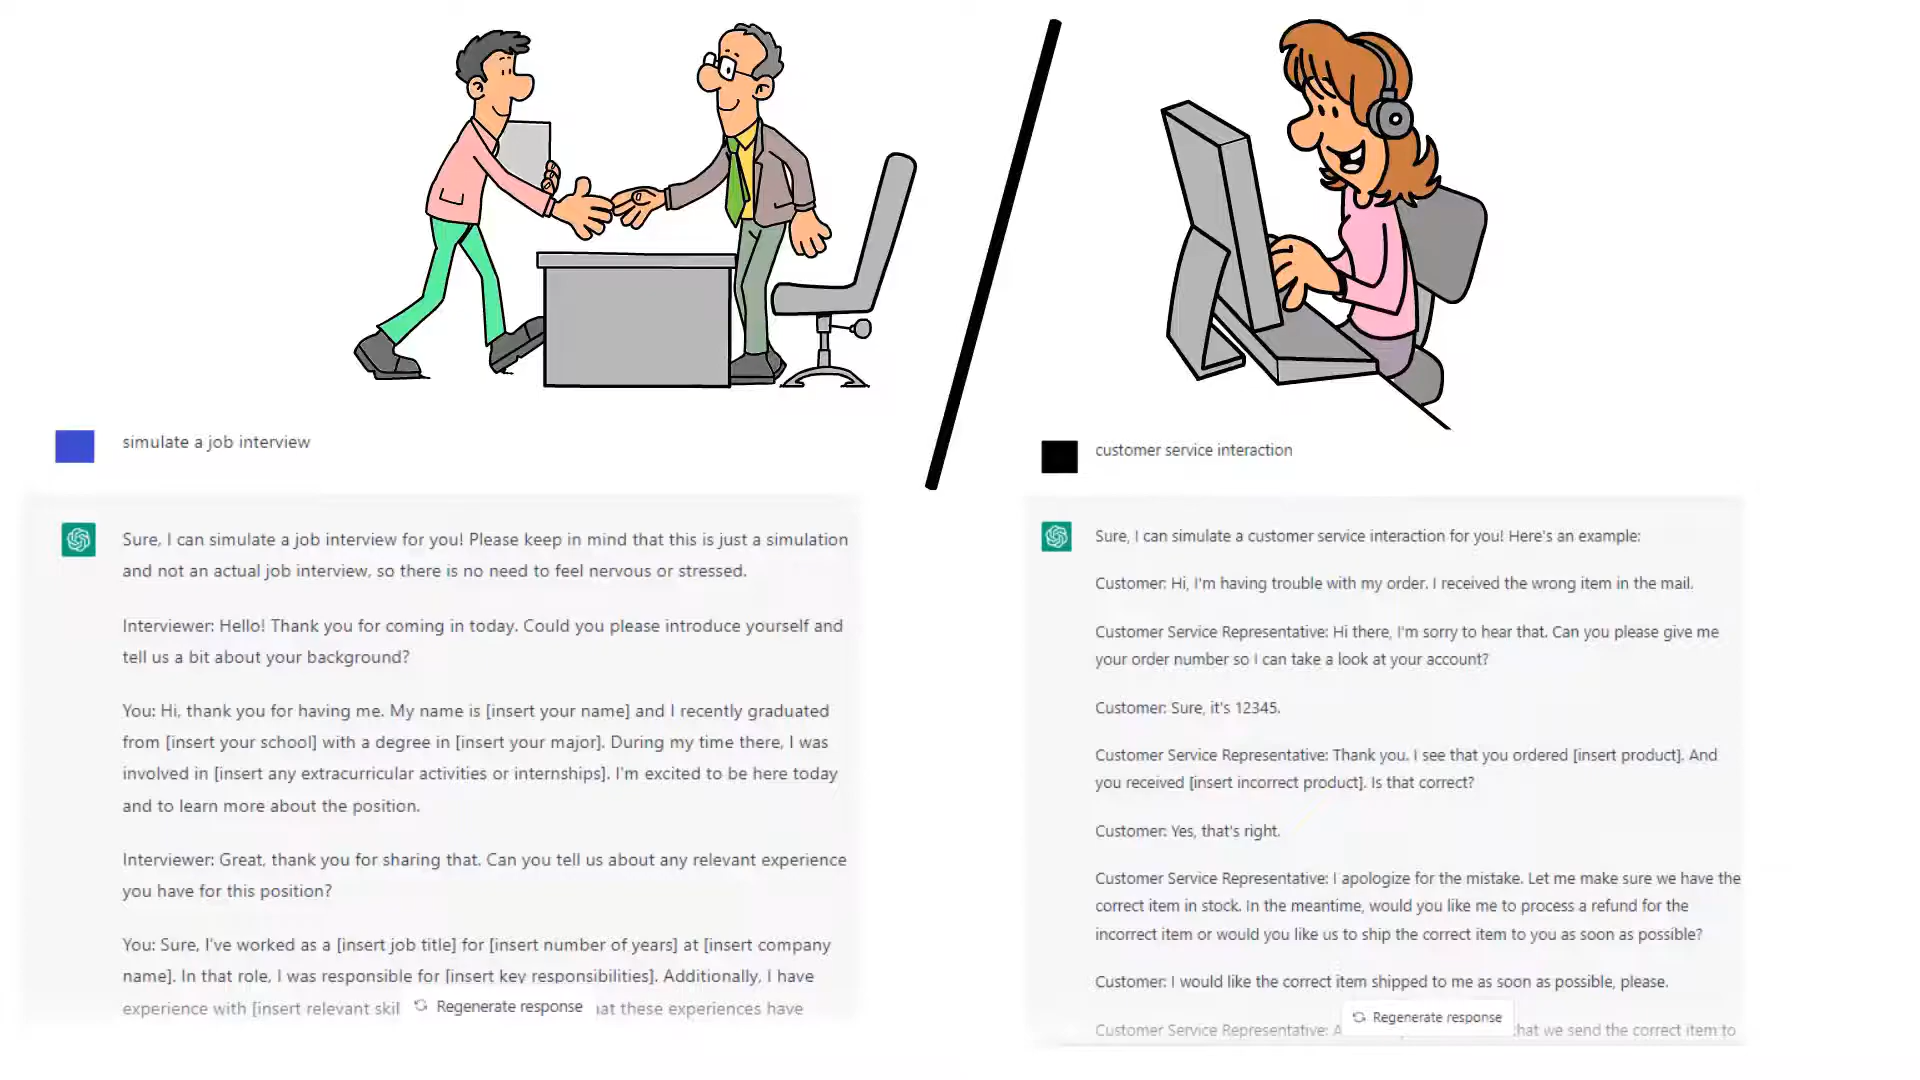 simulate a job interview
Sure, I can simulate a job interview for you! Please keep in mind that this is just a simulation
and not an actual job interview, so there is no need to feel nervous or stressed.
Interviewer: Hello! Thank you for coming in today. Could you please introduce yourself and
tell us a bit about your background?
You: Hi, thank you for having me. My name is [insert your name] and I recently graduated
from [insert your school] with a degree in [insert your major]. During my time there, I was
involved in [insert any extracurricular activities or internships]. I'm excited to be here today
and to learn more about the position.
Interviewer: Great, thank you for sharing that. Can you tell us about any relevant experience
you have for this position?
You: Sure, I've worked as a [insert job title] for [insert number of years] at [insert company
name]. In that role, I was responsible for [insert key responsibilities]. Additionally, I have
experience with [insert relevant skil
Regenerate response
these experiences have
customer service interaction
Sure, I can simulate a customer service interaction for you! Here's an example:
Customer: Hi, I'm having trouble with my order. I received the wrong item in the mail.
Customer Service Representative: Hi there, I'm sorry to hear that. Can you please give me
your order number so I can take a look at your account?
Customer: Sure, it's 12345.
Customer Service Representative: Thank you. I see that you ordered [insert product]. And
you received [insert incorrect product]. Is that correct?
Customer: Yes, that's right.
Customer Service Representative: I apologize for the mistake. Let me make sure we have the
correct item in stock. In the meantime, would you like me to process a refund for the
incorrect item or would you like us to ship the correct item to you as soon as possible?
Customer: I would like the correct item shipped to me as soon as possible, please.
Customer Service Representative: A
Regenerate response
that we send the correct item to